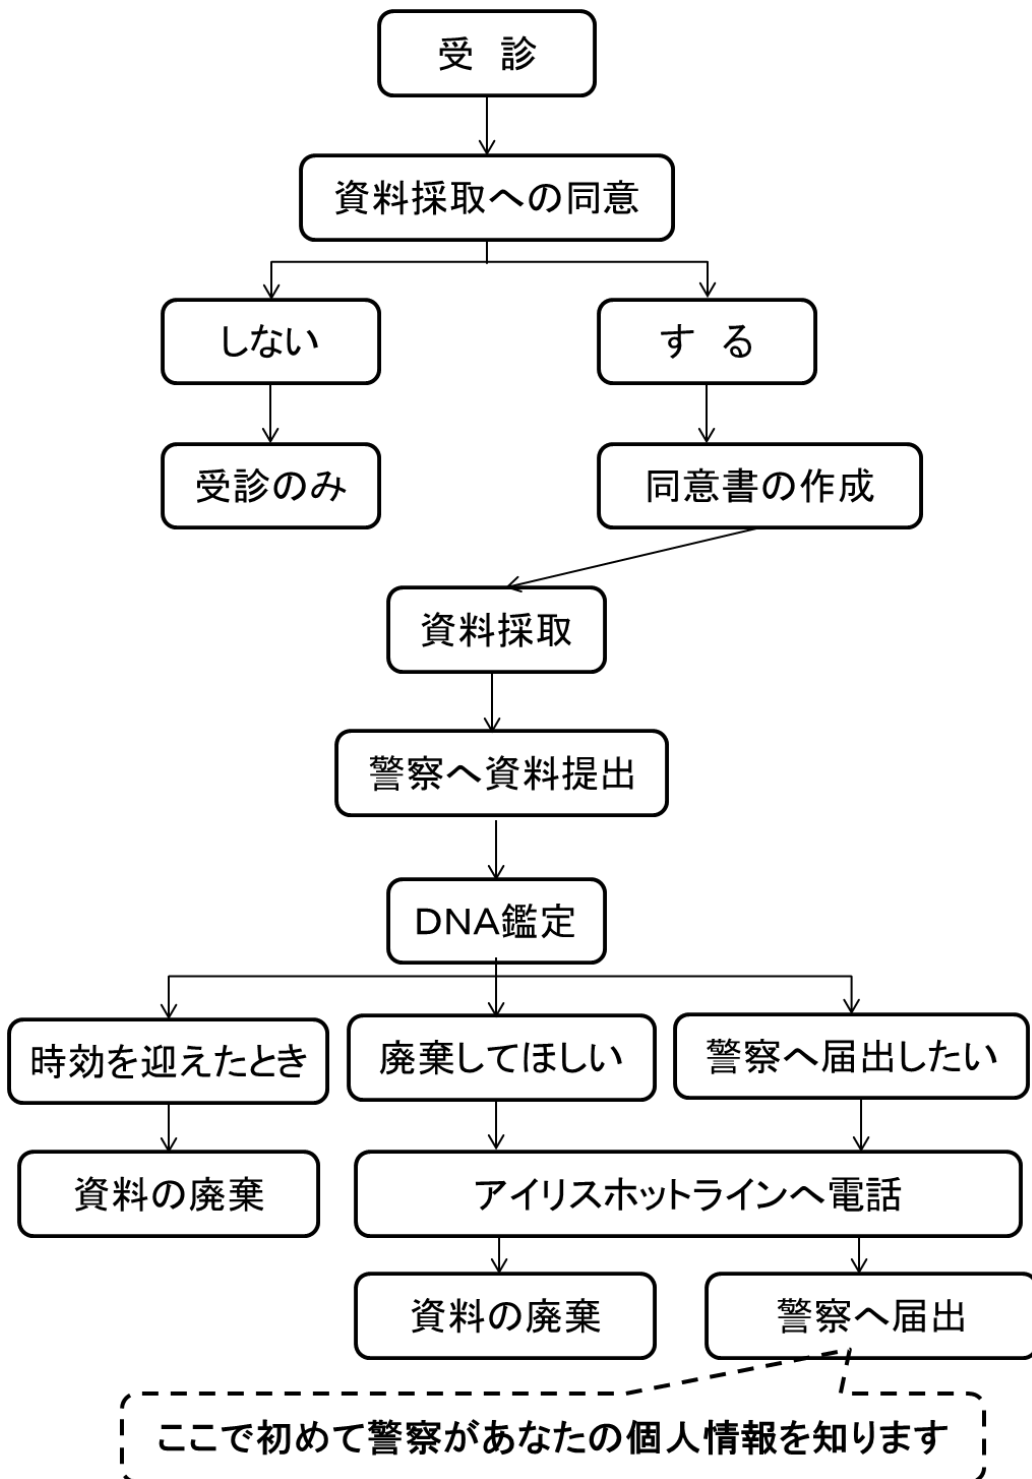 受　診
資料採取への同意
しない
す　る
受診のみ
同意書の作成
資料採取
警察へ資料提出
DNA鑑定
時効を迎えたとき
廃棄してほしい
警察へ届出したい
資料の廃棄
アイリスホットラインへ電話
資料の廃棄
警察へ届出
ここで初めて警察があなたの個人情報を知ります